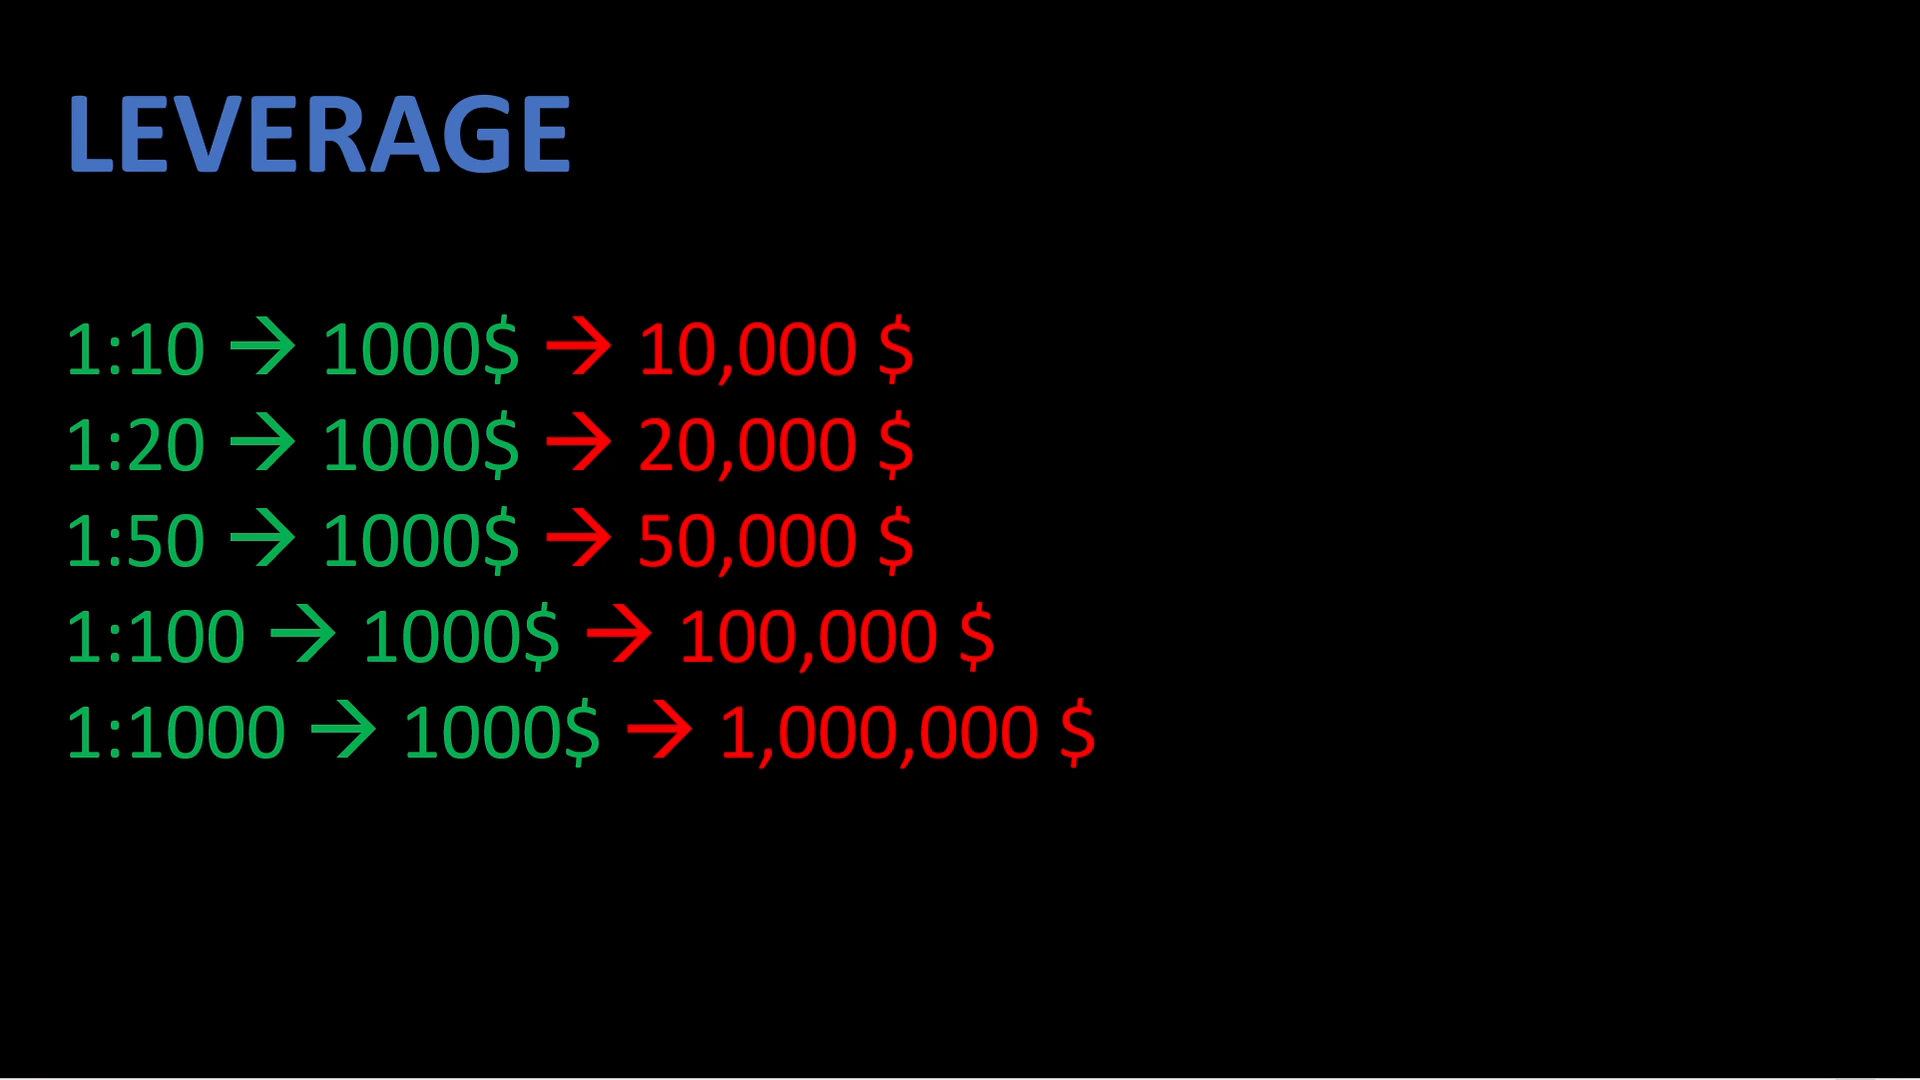 LEVERAGE
1:10 → 1000$ → 10,000 $
1:20 → 1000$ → 20,000 $
1:50 → 1000$ → 50,000 $
1:100 → 1000$ → 100,000 $
1:1000 → 1000$ → 1,000,000 $